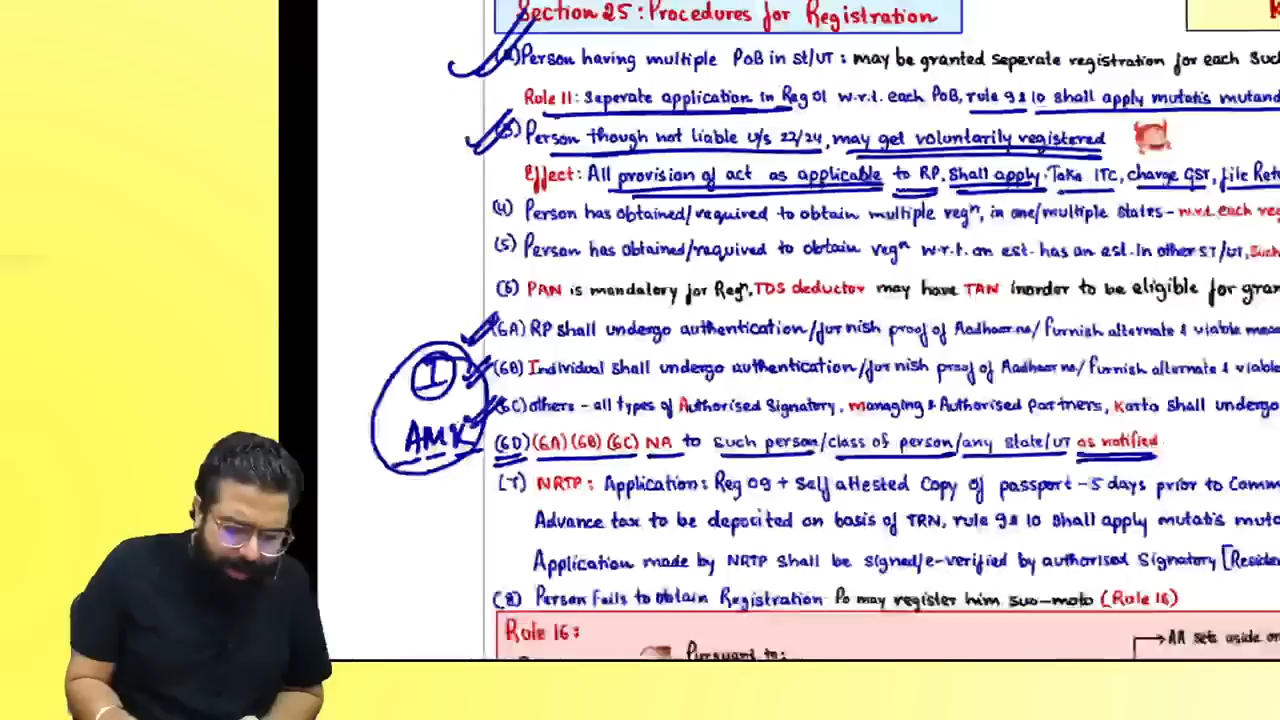 Section 25: Procedures for Registration
Person having multiple PoB in st/UT: may be granted seperate registration for each Suc
Rule 11: Seperate application in Reg 01 w.r.t. each PoB, rule 9 & 10 shall apply mutatis mutand
Person though not liable u/s 22/24, may get voluntarily registered
Effect: All provision of act as applicable to RP, Shall apply. Take ITC, charge GST, file Ret
(4) Person has obtained/required to obtain multiple regⁿ, in one/multiple States - w.r.t. each reg
(5) Person has obtained/required to obtain regⁿ w.r.t. an est. has an est. In other ST/UT, Such
(6) PAN is mandatory for Regⁿ, TDS deductor may have TAN inorder to be eligible for gran
(6A) RP shall undergo authentication/furnish proof of Aadhaar no/ Furnish alternate & viable mea
(6B) Individual shall undergo authentication/furnish proof of Aadhaar no/ Furnish alternate & viable
I
(6C) others - all types of Authorised Signatory, managing & Authorised Partners, Karta shall undergo
AMK
(6D) (6A) (6B) (6C) NA to such person/class of person/any state/UT as notified
(7) NRTP: Application: Reg 09 + Self attested Copy of passport - 5 days prior to Comm
Advance tax to be deposited on basis of TRN, rule 9 & 10 Shall apply mutatis muta
Application made by NRTP shall be signed/e-verified by authorised Signatory [Reside
(8) Person Fails to obtain Registration Po may register him suo-moto (Rule 16)
Rule 16:
Pursuant to:
→ AA sets aside or